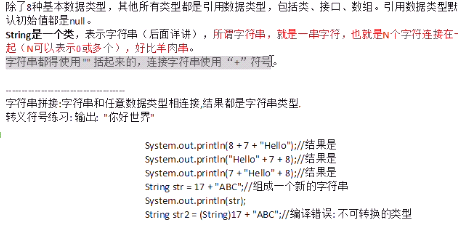 除了8种基本数据类型，其他所有类型都是引用数据类型，包括类、接口、数组。引用数据类型默
认初始值都是null。
String是一个类，表示字符串（后面详讲），所谓字符串，就是一串字符，也就是N个字符连接在一
起（N可以表示0或多个），好比羊肉串。
字符串都得使用""括起来的，连接字符串使用“+”符号。
------------------------------------
字符串拼接:字符串和任意数据类型相连接,结果都是字符串类型.
转义符号练习: 输出: "你好世界"
System.out.println(8 + 7 + "Hello");//结果是
System.out.println("Hello" + 7 + 8);//结果是
System.out.println(7 + "Hello" + 8);//结果是
String str = 17 + "ABC";//组成一个新的字符串
System.out.println(str);
String str2 = (String)17 + "ABC";//编译错误: 不可转换的类型